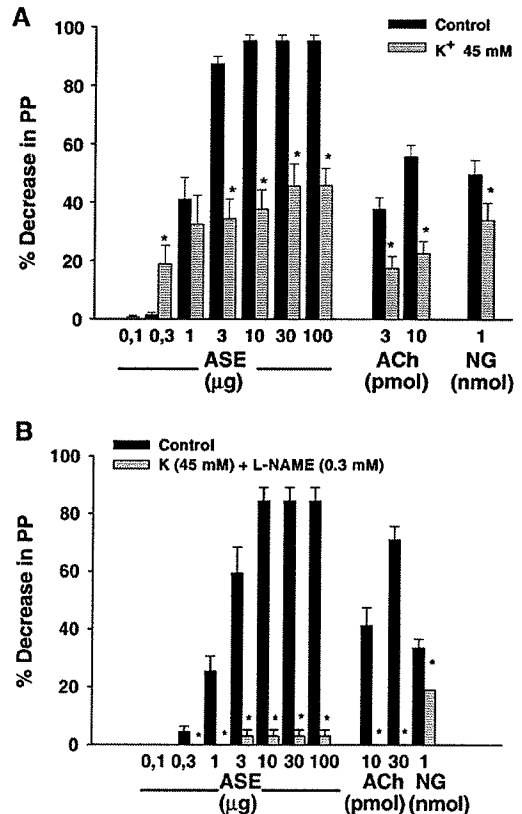 A
Control
K+ 45 mM
% Decrease in PP
100
80
60
40
20
0
* * * * * * * *
0,1 0,3 1 3 10 30 100 3 10 1
ASE ACh NG
(µg) (pmol) (nmol)
B
Control
K (45 mM) + L-NAME (0.3 mM)
% Decrease in PP
100
80
60
40
20
0
* * * * * * * * *
0,1 0,3 1 3 10 30 100 10 30 1
ASE ACh NG
(µg) (pmol) (nmol)